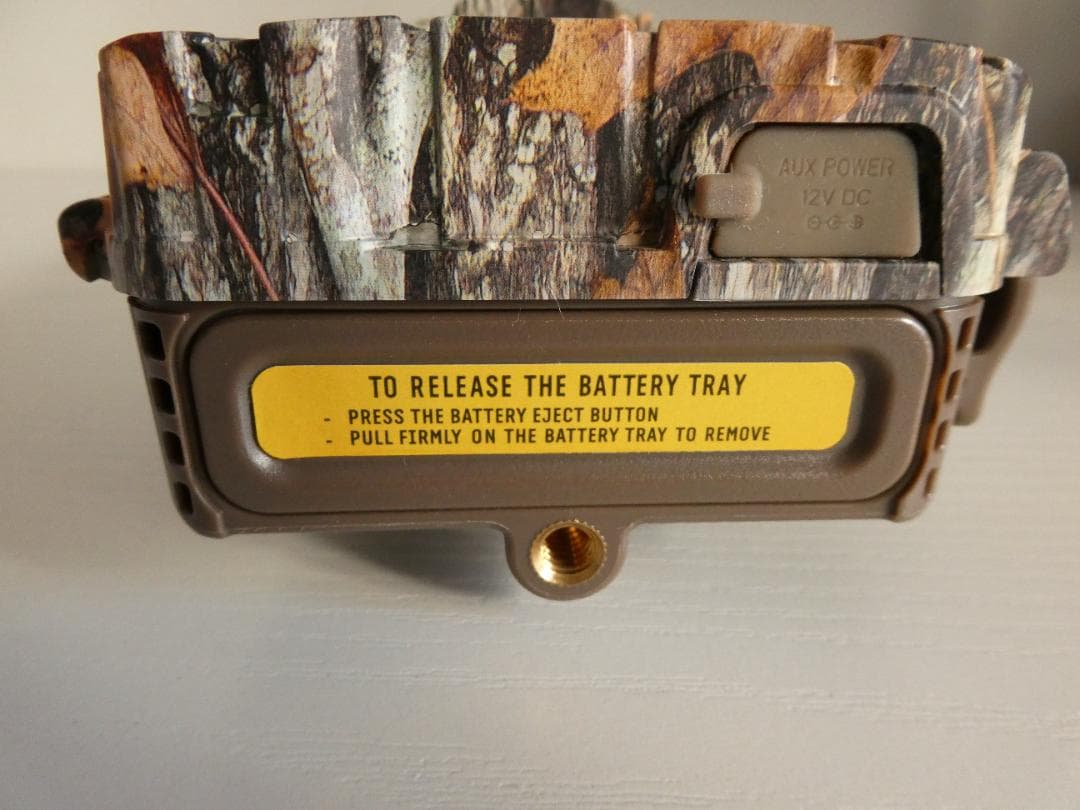 AUX POWER
12V DC
TO RELEASE THE BATTERY TRAY
- PRESS THE BATTERY EJECT BUTTON
- PULL FIRMLY ON THE BATTERY TRAY TO REMOVE